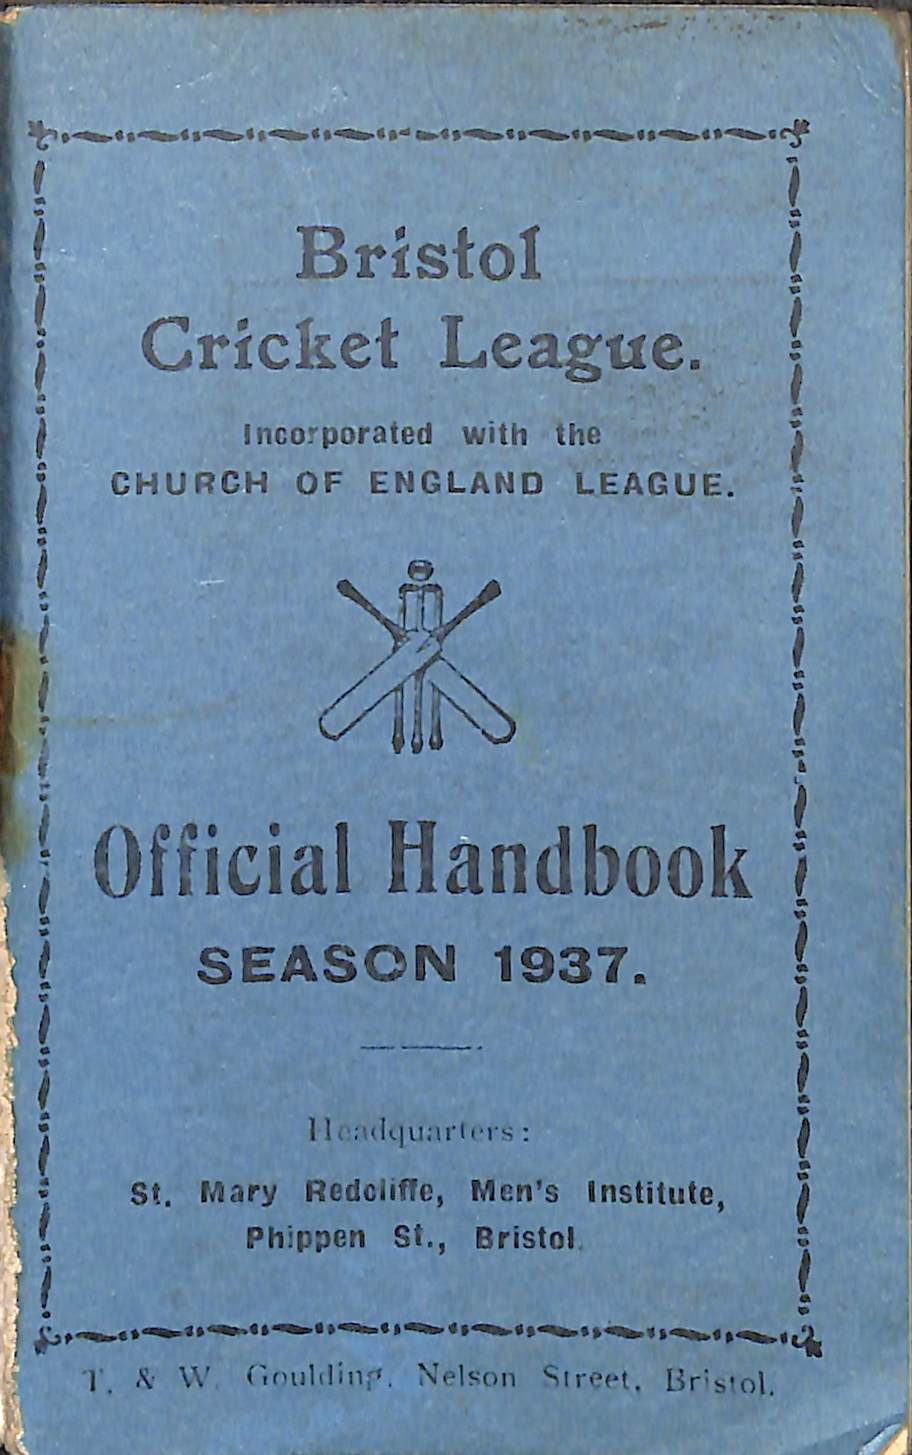 Bristol
Cricket League.
Incorporated with the
CHURCH OF ENGLAND LEAGUE.
Official Handbook
SEASON 1937.
Headquarters:
St. Mary Redcliffe, Men's Institute,
Phippen St., Bristol.
T. & W. Goulding, Nelson Street, Bristol.